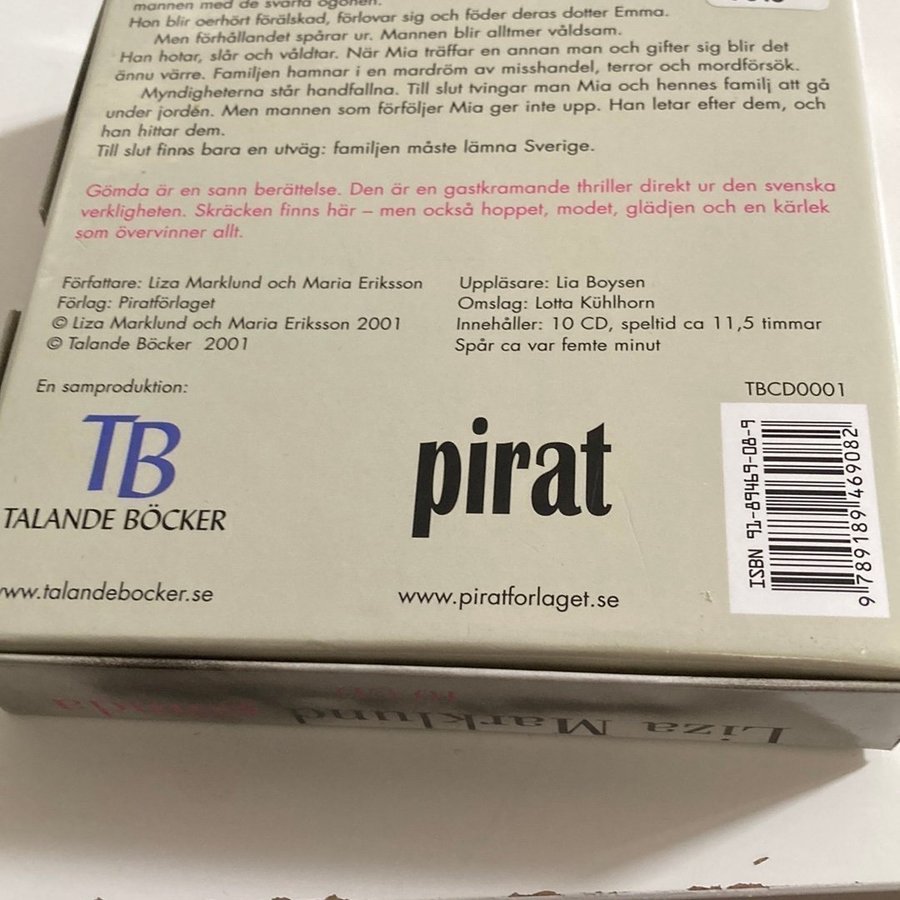 mannen med de svarta ögonen.
Hon blir oerhört förälskad, förlovar sig och föder deras dotter Emma.
Men förhållandet spårar ur. Mannen blir alltmer våldsam.
Han hotar, slår och våldtar. När Mia träffar en annan man och gifter sig blir det
ännu värre. Familjen hamnar i en mardröm av misshandel, terror och mordförsök.
Myndigheterna står handfallna. Till slut tvingar man Mia och hennes familj att gå
under jorden. Men mannen som förföljer Mia ger inte upp. Han letar efter dem, och
han hittar dem.
Till slut finns bara en utväg: familjen måste lämna Sverige.
Gömda är en sann berättelse. Den är en gastkramande thriller direkt ur den svenska
verkligheten. Skräcken finns här – men också hoppet, modet, glädjen och en kärlek
som övervinner allt.
Författare: Liza Marklund och Maria Eriksson
Förlag: Piratförlaget
© Liza Marklund och Maria Eriksson 2001
© Talande Böcker 2001
Uppläsare: Lia Boysen
Omslag: Lotta Kühlhorn
Innehåller: 10 CD, speltid ca 11,5 timmar
Spår ca var femte minut
En samproduktion:
TB
TALANDE BÖCKER
www.talandebocker.se
pirat
www.piratforlaget.se
TBCD0001
ISBN 91-89469-08-9
9 789189 469082
Liza Marklund gömda